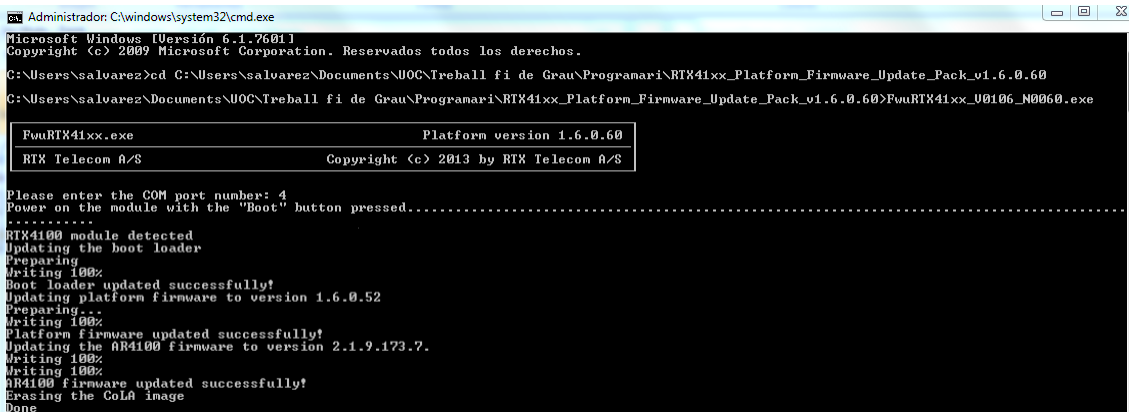 Administrador: C:\windows\system32\cmd.exe
Microsoft Windows [Versión 6.1.7601]
Copyright (c) 2009 Microsoft Corporation. Reservados todos los derechos.
C:\Users\salvarez>cd C:\Users\salvarez\Documents\UOC\Treball fi de Grau\Programari\RTX41xx_Platform_Firmware_Update_Pack_v1.6.0.60
C:\Users\salvarez\Documents\UOC\Treball fi de Grau\Programari\RTX41xx_Platform_Firmware_Update_Pack_v1.6.0.60>FwuRTX41xx_V0106_N0060.exe
FwuRTX41xx.exe Platform version 1.6.0.60
RTX Telecom A/S Copyright (c) 2013 by RTX Telecom A/S
Please enter the COM port number: 4
Power on the module with the "Boot" button pressed.........................................................................................
...........
RTX4100 module detected
Updating the boot loader
Preparing
Writing 100%
Boot loader updated successfully!
Updating platform firmware to version 1.6.0.52
Preparing...
Writing 100%
Platform firmware updated successfully!
Updating the AR4100 firmware to version 2.1.9.173.7.
Writing 100%
Writing 100%
AR4100 firmware updated successfully!
Erasing the CoLA image
Done